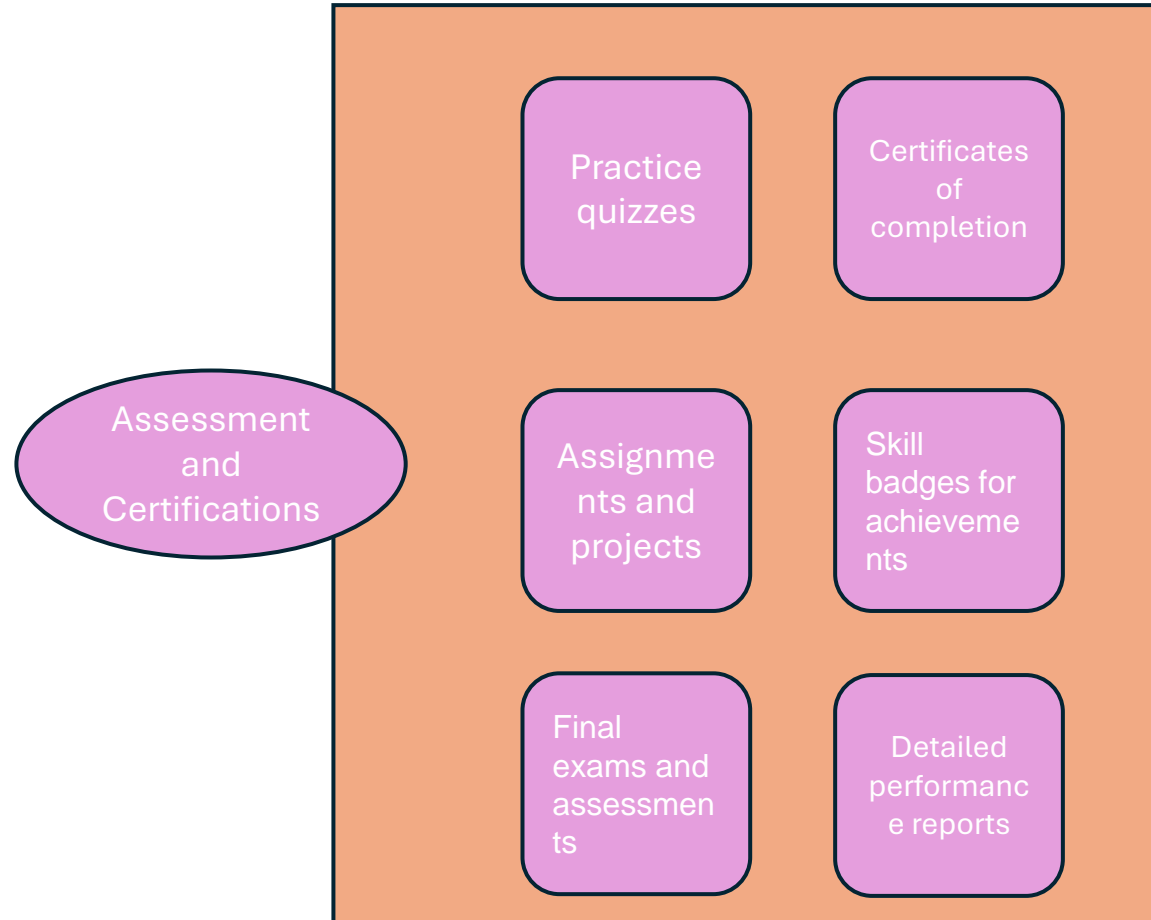 Practice
quizzes
Certificates
of
completion
Assessment
and
Certifications
Assignme
nts and
projects
Skill
badges for
achieveme
nts
Final
exams and
assessmen
ts
Detailed
performanc
e reports